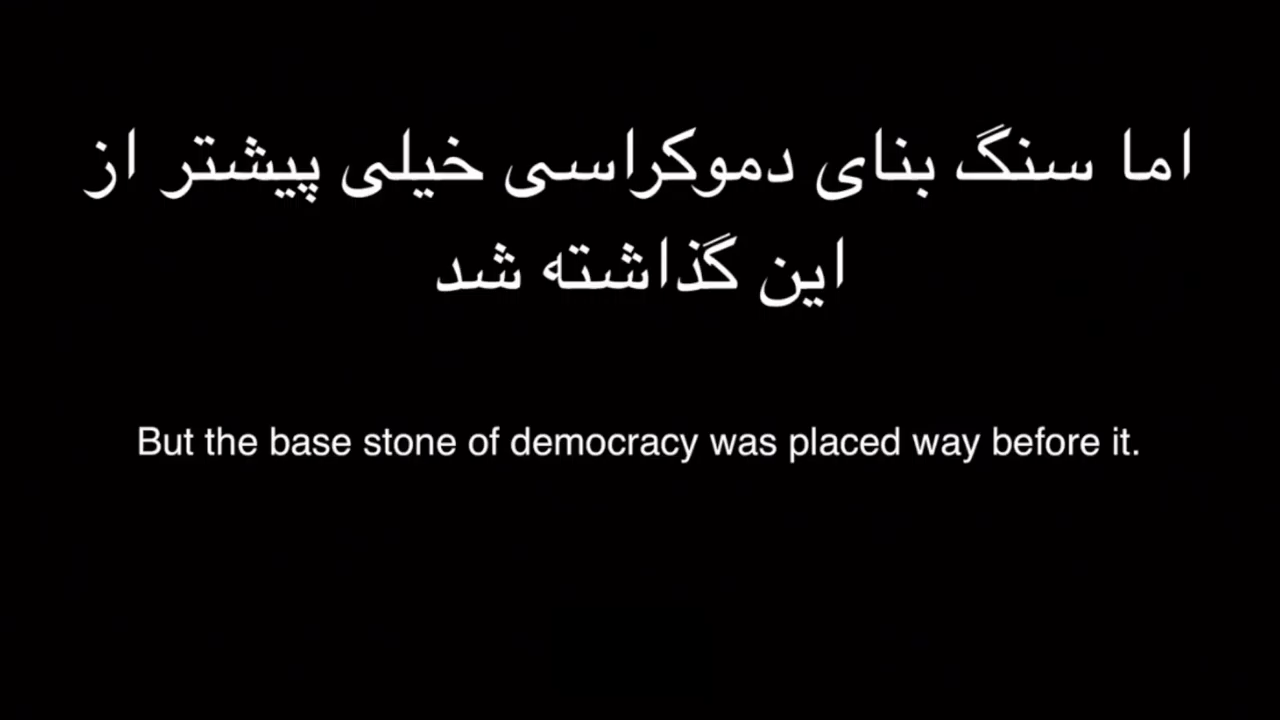 اما سنگ بنای دموکراسی خیلی پیشتر از
این گذاشته شد
But the base stone of democracy was placed way before it.